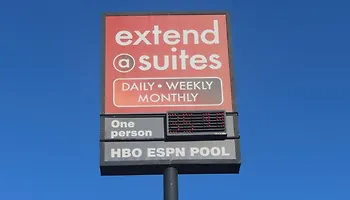 extend
a suites
DAILY • WEEKLY
MONTHLY
One
person
HBO ESPN POOL